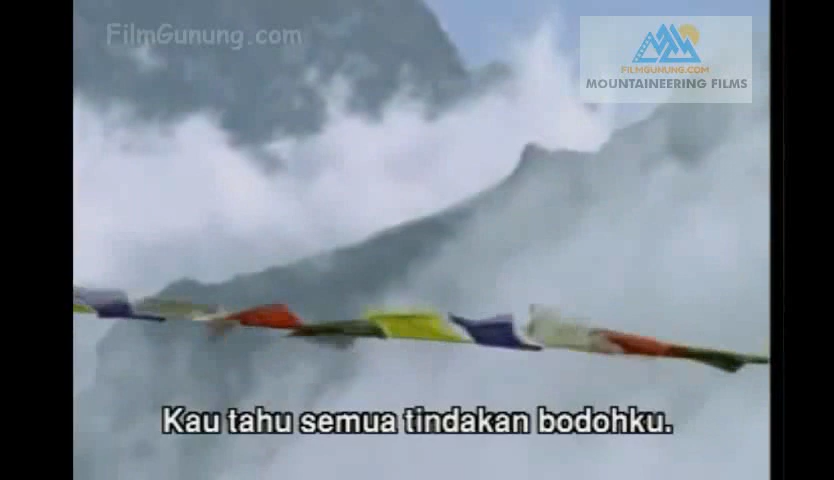 FilmGunung.com
FILMGUNUNG.COM
MOUNTAINEERING FILMS
Kau tahu semua tindakan bodohku.